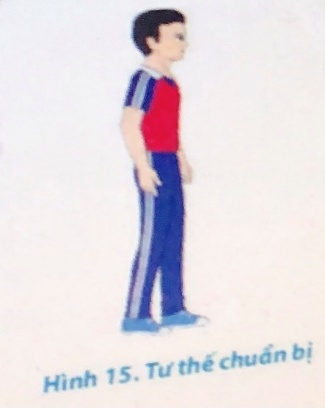 Hình 15. Tư thế chuẩn bị